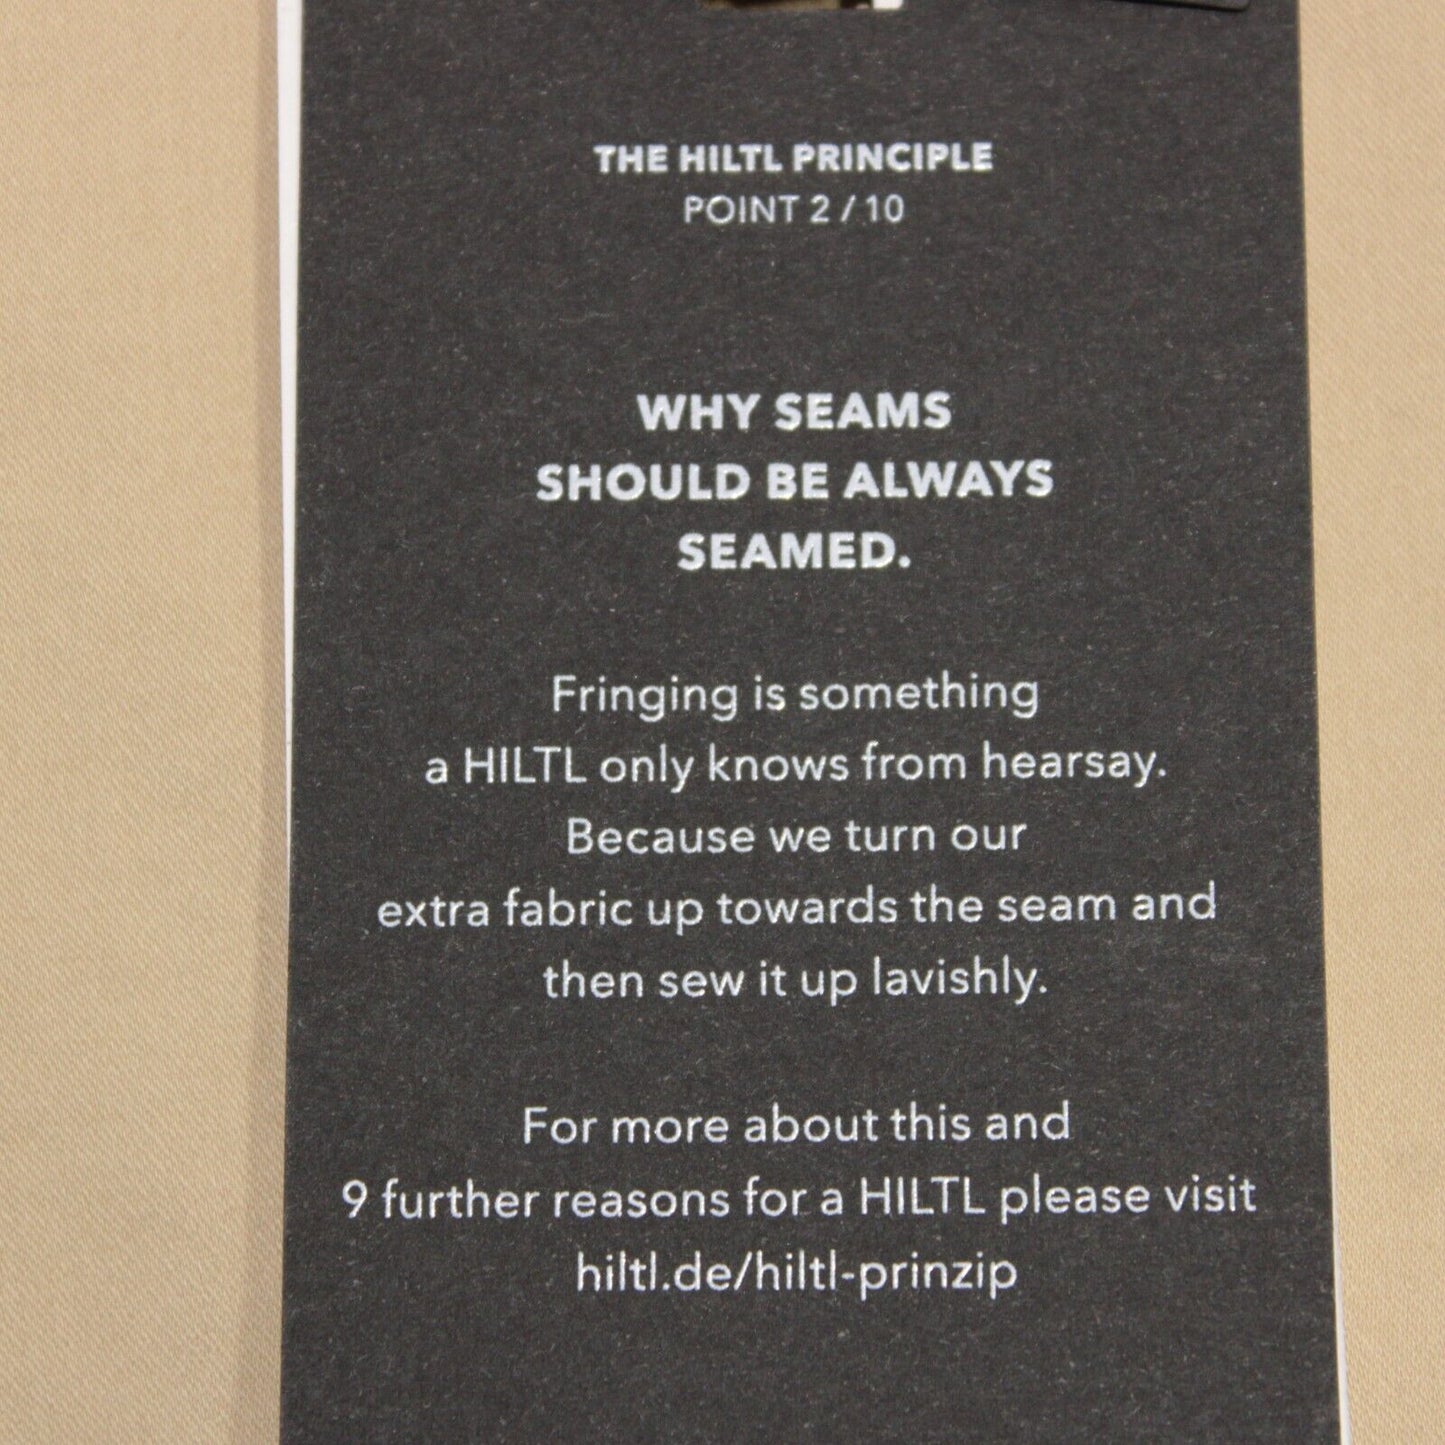 THE HILTL PRINCIPLE
POINT 2 / 10
WHY SEAMS
SHOULD BE ALWAYS
SEAMED.
Fringing is something
a HILTL only knows from hearsay.
Because we turn our
extra fabric up towards the seam and
then sew it up lavishly.
For more about this and
9 further reasons for a HILTL please visit
hiltl.de/hiltl-prinzip